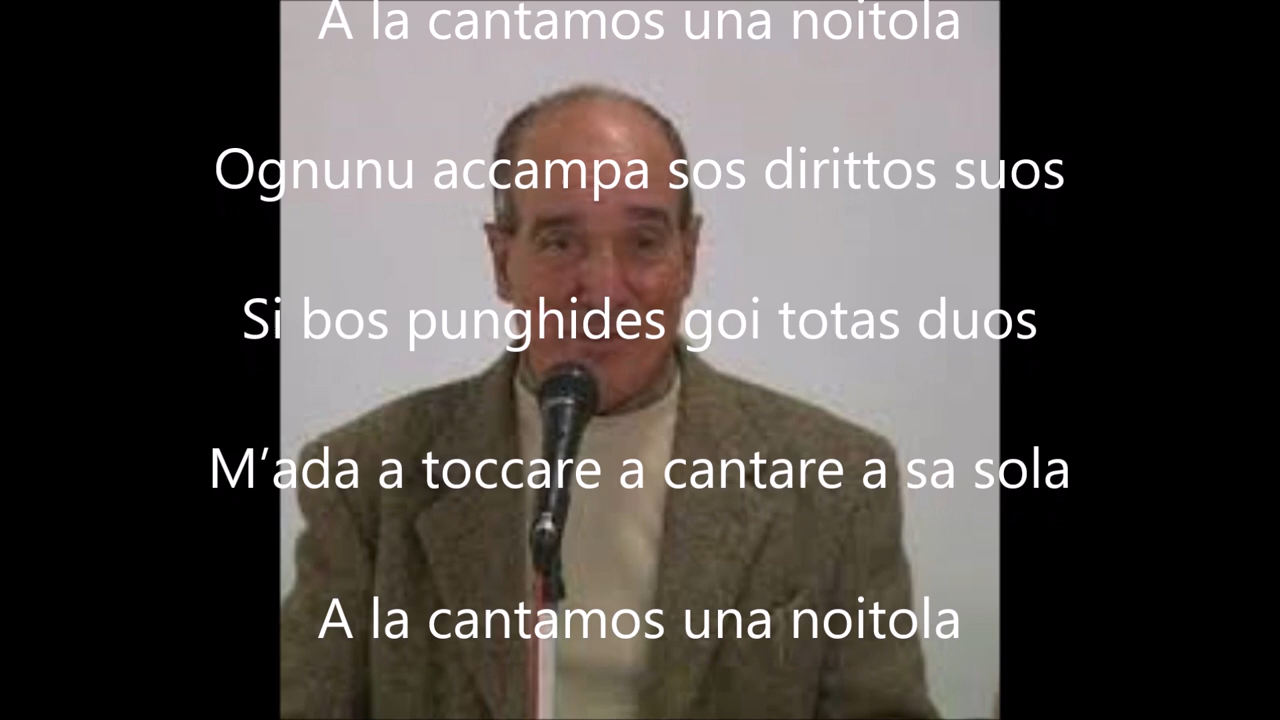 A la cantamos una noitola
Ognunu accampa sos dirittos suos
Si bos punghides goi totas duos
M’ada a toccare a cantare a sa sola
A la cantamos una noitola